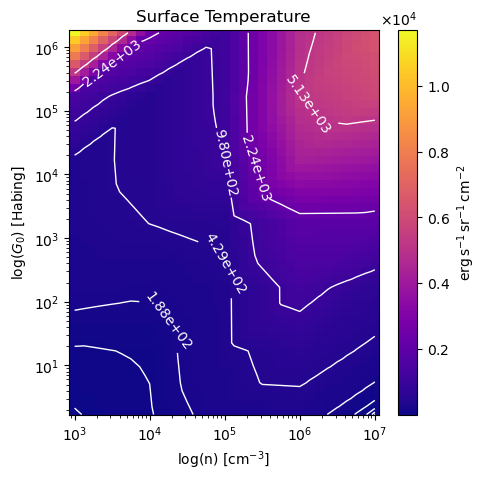 Surface Temperature
×10⁴
10⁶
10⁵
10⁴
10³
10²
10¹
log(G₀) [Habing]
2.24e+03
5.13e+03
9.80e+02
2.24e+03
4.29e+02
1.88e+02
10³ 10⁴ 10⁵ 10⁶ 10⁷
log(n) [cm⁻³]
1.0
0.8
0.6
0.4
0.2
erg s⁻¹ sr⁻¹ cm⁻²